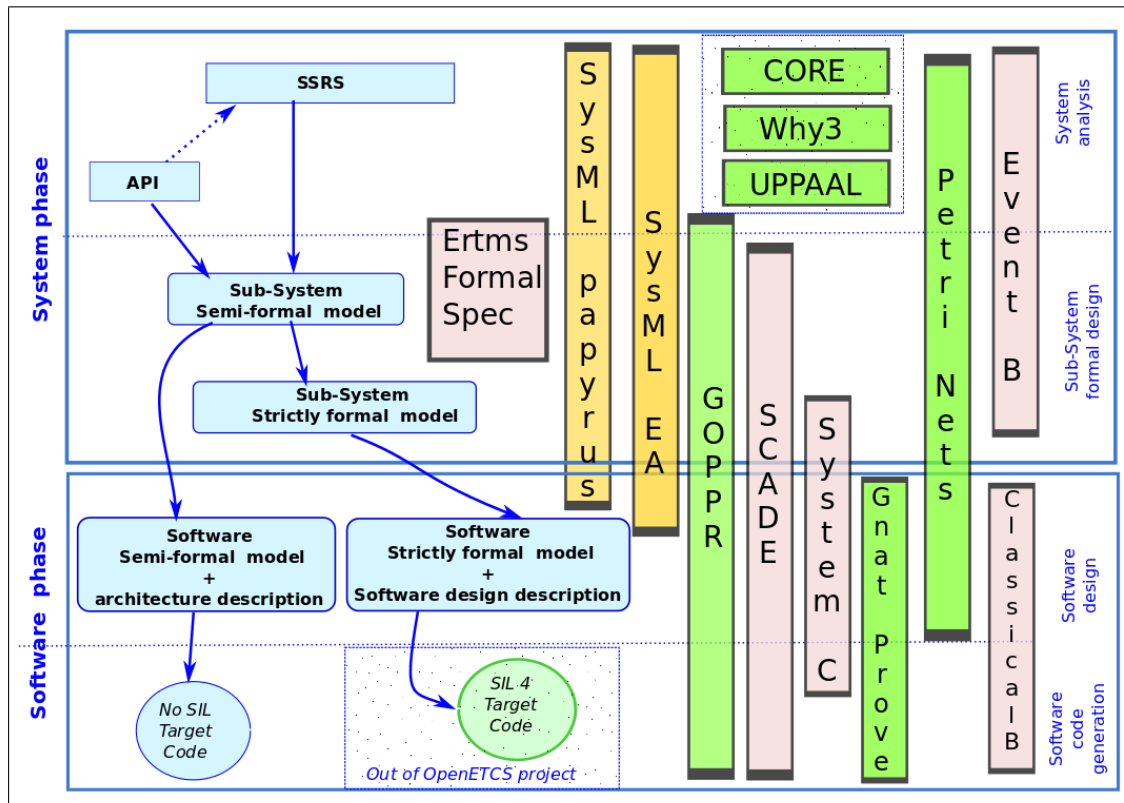 SSRS
API
Sub-System
Semi-formal model
Sub-System
Strictly formal model
Software
Semi-formal model
+
architecture description
Software
Strictly formal model
+
Software design description
No SIL
Target
Code
SIL 4
Target
Code
Out of OpenETCS project
System phase
Software phase
Ertms
Formal
Spec
SysML papyrus
SysML EA
CORE
Why3
UPPAAL
GOPPR
SCADE
System C
Gnat Prove
Petri Nets
Event B
ClassicalB
System
analysis
Sub-System
formal design
Software
design
Software
code
generation